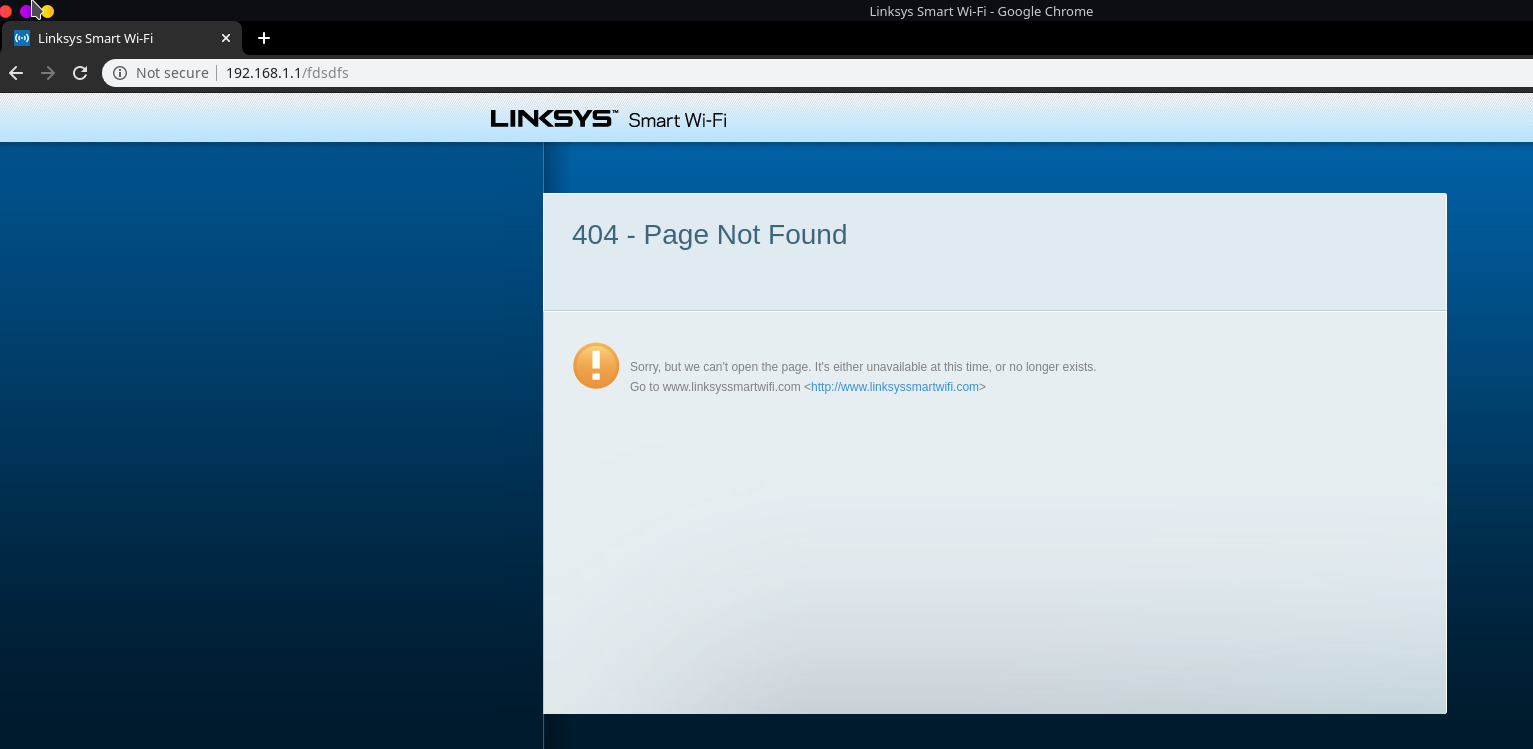 Linksys Smart Wi-Fi - Google Chrome
Linksys Smart Wi-Fi
Not secure 192.168.1.1/fdsdfs
LINKSYS™ Smart Wi-Fi
404 - Page Not Found
Sorry, but we can't open the page. It's either unavailable at this time, or no longer exists.
Go to www.linksyssmartwifi.com <http://www.linksyssmartwifi.com>